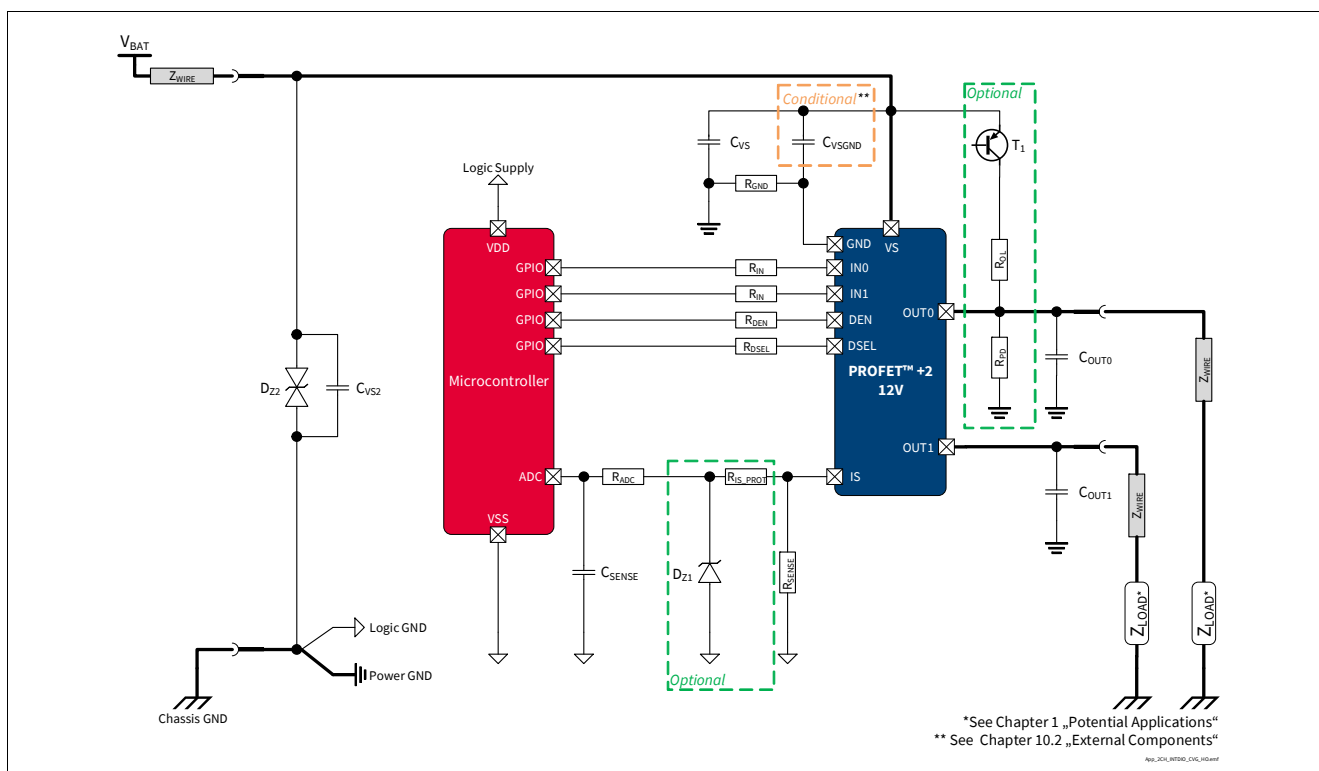 VBAT
ZWIRE
Conditional**
Optional
CVS
CVSGND
T1
Logic Supply
RGND
VDD
GND
VS
GPIO
RIN
IN0
ROL
GPIO
RIN
IN1
GPIO
RDEN
DEN
OUT0
GPIO
RDSEL
DSEL
RPD
COUT0
ZWIRE
Microcontroller
PROFET™ +2
12V
DZ2
CVS2
OUT1
ADC
RADC
RIS_PROT
IS
COUT1
ZWIRE
VSS
CSENSE
DZ1
RSENSE
ZLOAD*
ZLOAD*
Logic GND
Power GND
Optional
Chassis GND
*See Chapter 1 „Potential Applications“
** See Chapter 10.2 „External Components“
App_2CH_INTDIO_CVG_HO.emf